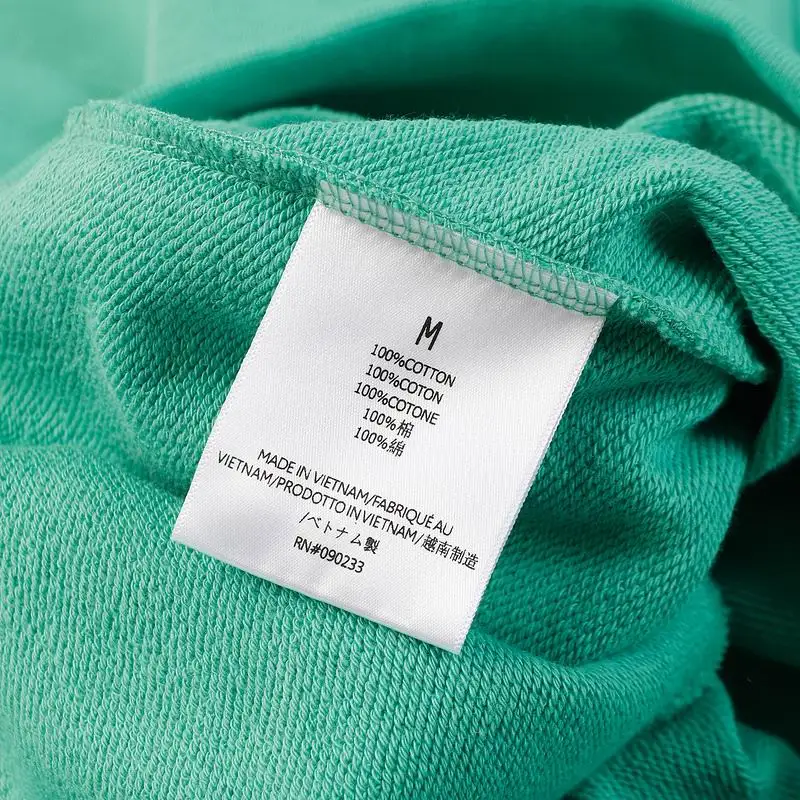 M
100%COTTON
100%COTON
100%COTONE
100%棉
100%綿
MADE IN VIETNAM/FABRIQUÉ AU
VIETNAM/PRODOTTO IN VIETNAM/越南制造
/ベトナム製
RN#090233